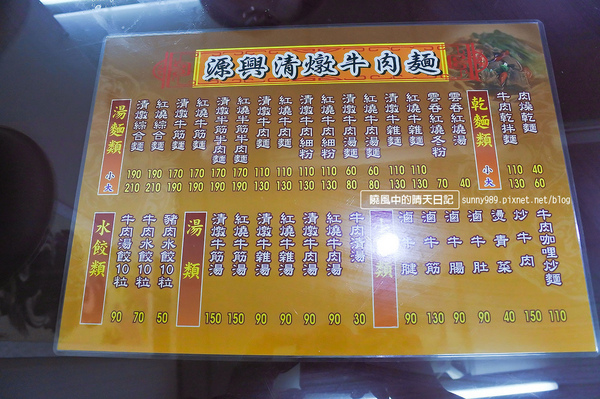 源興清燉牛肉麵
湯麵類 小 大
清燉綜合麵 190 210
紅燒綜合麵 190 210
清燉牛筋麵 170 190
紅燒牛筋麵 170 190
清燉半筋半肉麵 170 190
紅燒半筋半肉麵 170 190
清燉牛肉麵 110 130
紅燒牛肉麵 110 130
清燉牛肉細粉 110 130
紅燒牛肉細粉 110 130
清燉牛肉湯麵 60 80
紅燒牛肉湯麵 60 80
清燉牛雜麵 110
紅燒牛雜麵 110
雲吞紅燒冬粉 70
雲吞紅燒湯 40
乾麵類 小 大
牛肉乾拌麵 110 130
肉燥乾麵 40 60
曉風中的晴天日記 sunny989.pixnet.net/blog
水餃類
牛肉湯餃10粒 90
牛肉水餃10粒 70
豬肉水餃10粒 50
湯類
清燉牛筋湯 150
紅燒牛筋湯 150
清燉牛雜湯 90
紅燒牛雜湯 90
清燉牛肉湯 90
紅燒牛肉湯 90
牛肉清湯 30
類
滷牛腱 90
滷牛筋 130
滷牛腸 90
滷牛肚 90
燙青菜 40
炒牛肉 150
牛肉咖哩炒麵 110